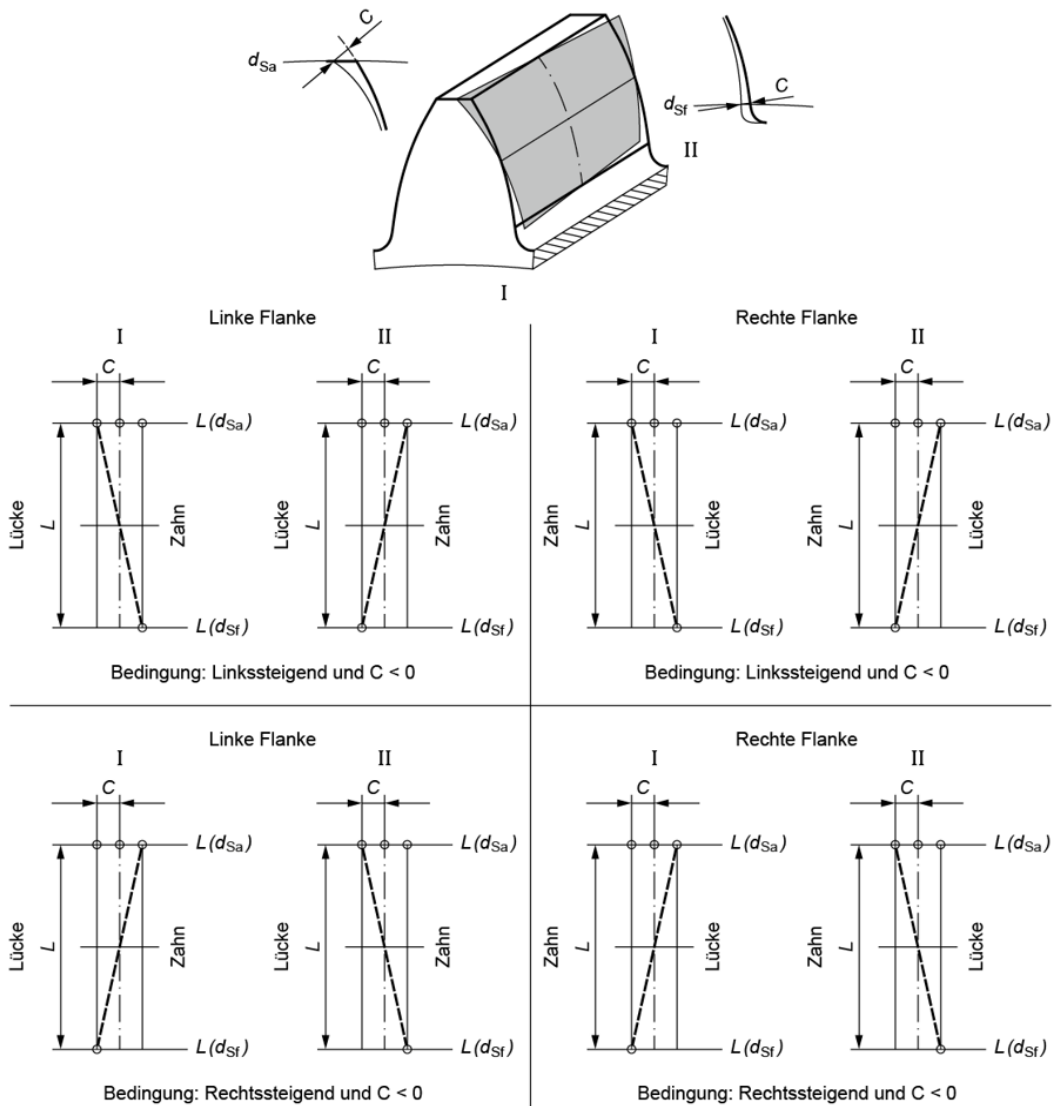 C
d_Sa
C
d_Sf
II
I
Linke Flanke
I II
C C
L(d_Sa) L(d_Sa)
Lücke L Zahn Lücke L Zahn
L(d_Sf) L(d_Sf)
Bedingung: Linkssteigend und C < 0
Rechte Flanke
I II
C C
L(d_Sa) L(d_Sa)
Zahn L Lücke Zahn L Lücke
L(d_Sf) L(d_Sf)
Bedingung: Linkssteigend und C < 0
Linke Flanke
I II
C C
L(d_Sa) L(d_Sa)
Lücke L Zahn Lücke L Zahn
L(d_Sf) L(d_Sf)
Bedingung: Rechtssteigend und C < 0
Rechte Flanke
I II
C C
L(d_Sa) L(d_Sa)
Zahn L Lücke Zahn L Lücke
L(d_Sf) L(d_Sf)
Bedingung: Rechtssteigend und C < 0